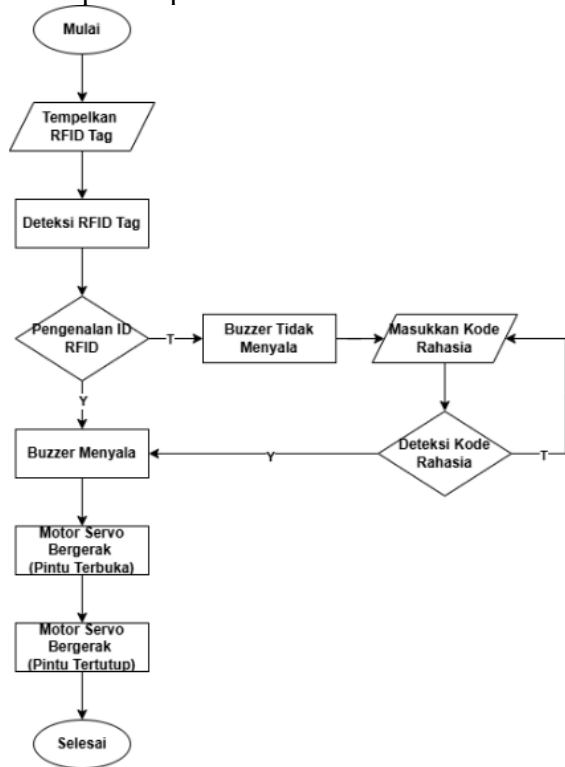 Mulai
Tempelkan
RFID Tag
Deteksi RFID Tag
Pengenalan ID
RFID
T
Buzzer Tidak
Menyala
Masukkan Kode
Rahasia
Y
Buzzer Menyala
Y
Deteksi Kode
Rahasia
T
Motor Servo
Bergerak
(Pintu Terbuka)
Motor Servo
Bergerak
(Pintu Tertutup)
Selesai